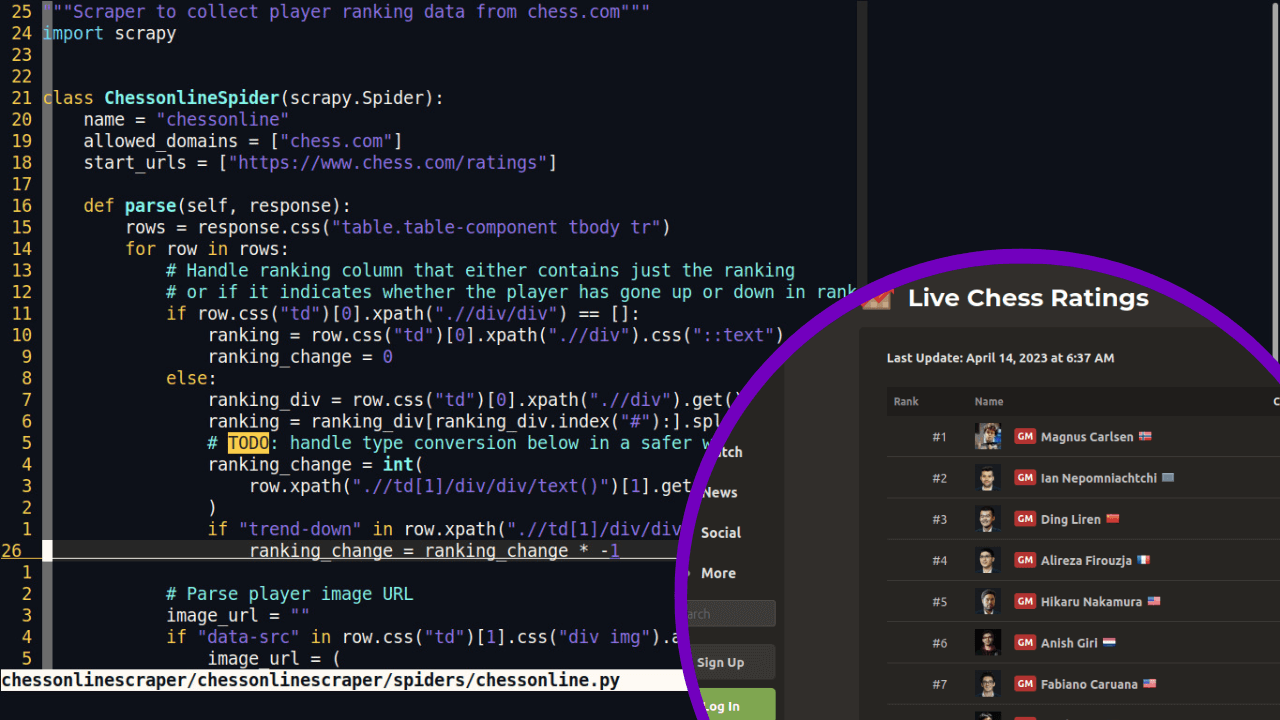 25 """Scraper to collect player ranking data from chess.com"""
24 import scrapy
23
22
21 class ChessonlineSpider(scrapy.Spider):
20 name = "chessonline"
19 allowed_domains = ["chess.com"]
18 start_urls = ["https://www.chess.com/ratings"]
17
16 def parse(self, response):
15 rows = response.css("table.table-component tbody tr")
14 for row in rows:
13 # Handle ranking column that either contains just the ranking
12 # or if it indicates whether the player has gone up or down in rank
11 if row.css("td")[0].xpath(".//div/div") == []:
10 ranking = row.css("td")[0].xpath(".//div").css("::text")
9 ranking_change = 0
8 else:
7 ranking_div = row.css("td")[0].xpath(".//div").get()
6 ranking = ranking_div[ranking_div.index("#"):].spl
5 # TODO: handle type conversion below in a safer w
4 ranking_change = int(
3 row.xpath(".//td[1]/div/div/text()")[1].get
2 )
1 if "trend-down" in row.xpath(".//td[1]/div/div
26 ranking_change = ranking_change * -1
1
2 # Parse player image URL
3 image_url = ""
4 if "data-src" in row.css("td")[1].css("div img").a
5 image_url = (
chessonlinescraper/chessonlinescraper/spiders/chessonline.py
Live Chess Ratings
Last Update: April 14, 2023 at 6:37 AM
Rank Name C
#1 GM Magnus Carlsen
#2 GM Ian Nepomniachtchi
#3 GM Ding Liren
#4 GM Alireza Firouzja
#5 GM Hikaru Nakamura
#6 GM Anish Giri
#7 GM Fabiano Caruana
GM
tch
News
Social
More
arch
Sign Up
Log In